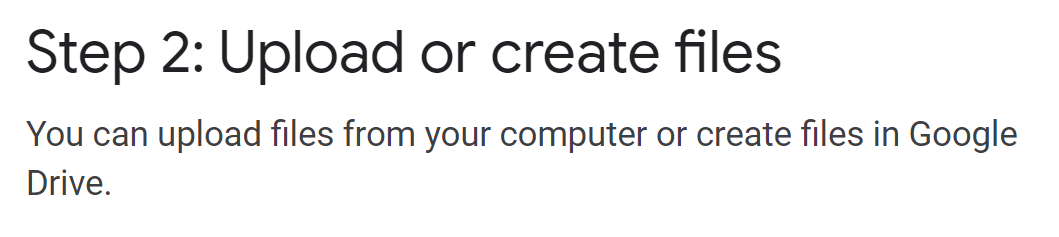 Step 2: Upload or create files
You can upload files from your computer or create files in Google
Drive.